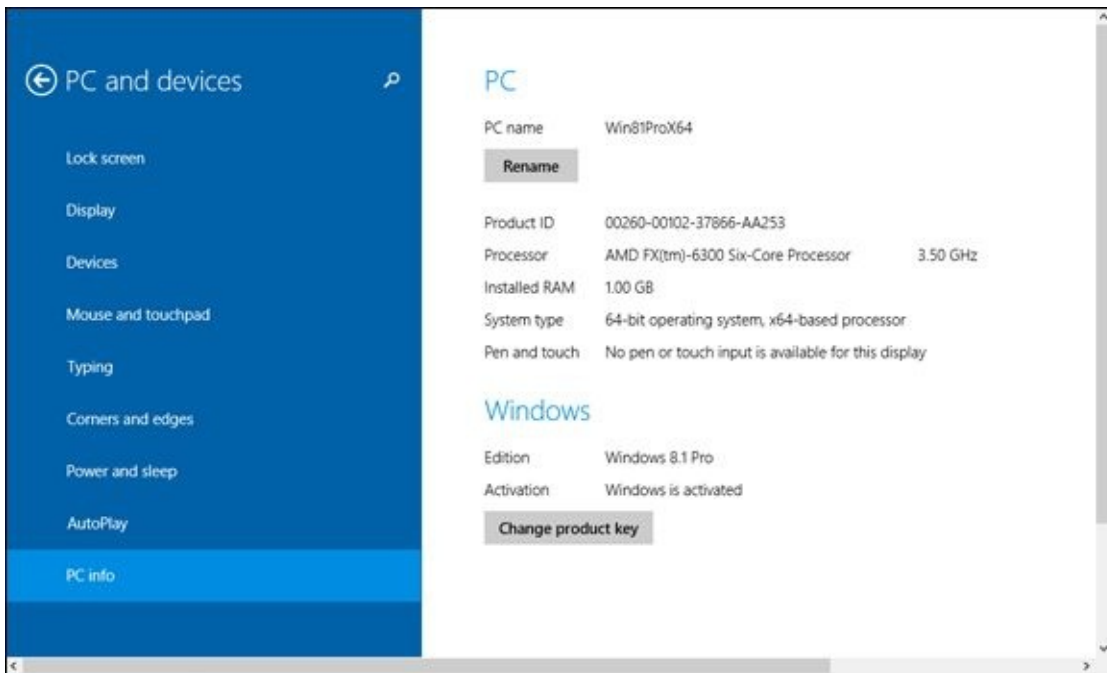 PC and devices
Lock screen
Display
Devices
Mouse and touchpad
Typing
Corners and edges
Power and sleep
AutoPlay
PC info
PC
PC name Win81ProX64
Rename
Product ID 00260-00102-37866-AA253
Processor AMD FX(tm)-6300 Six-Core Processor 3.50 GHz
Installed RAM 1.00 GB
System type 64-bit operating system, x64-based processor
Pen and touch No pen or touch input is available for this display
Windows
Edition Windows 8.1 Pro
Activation Windows is activated
Change product key